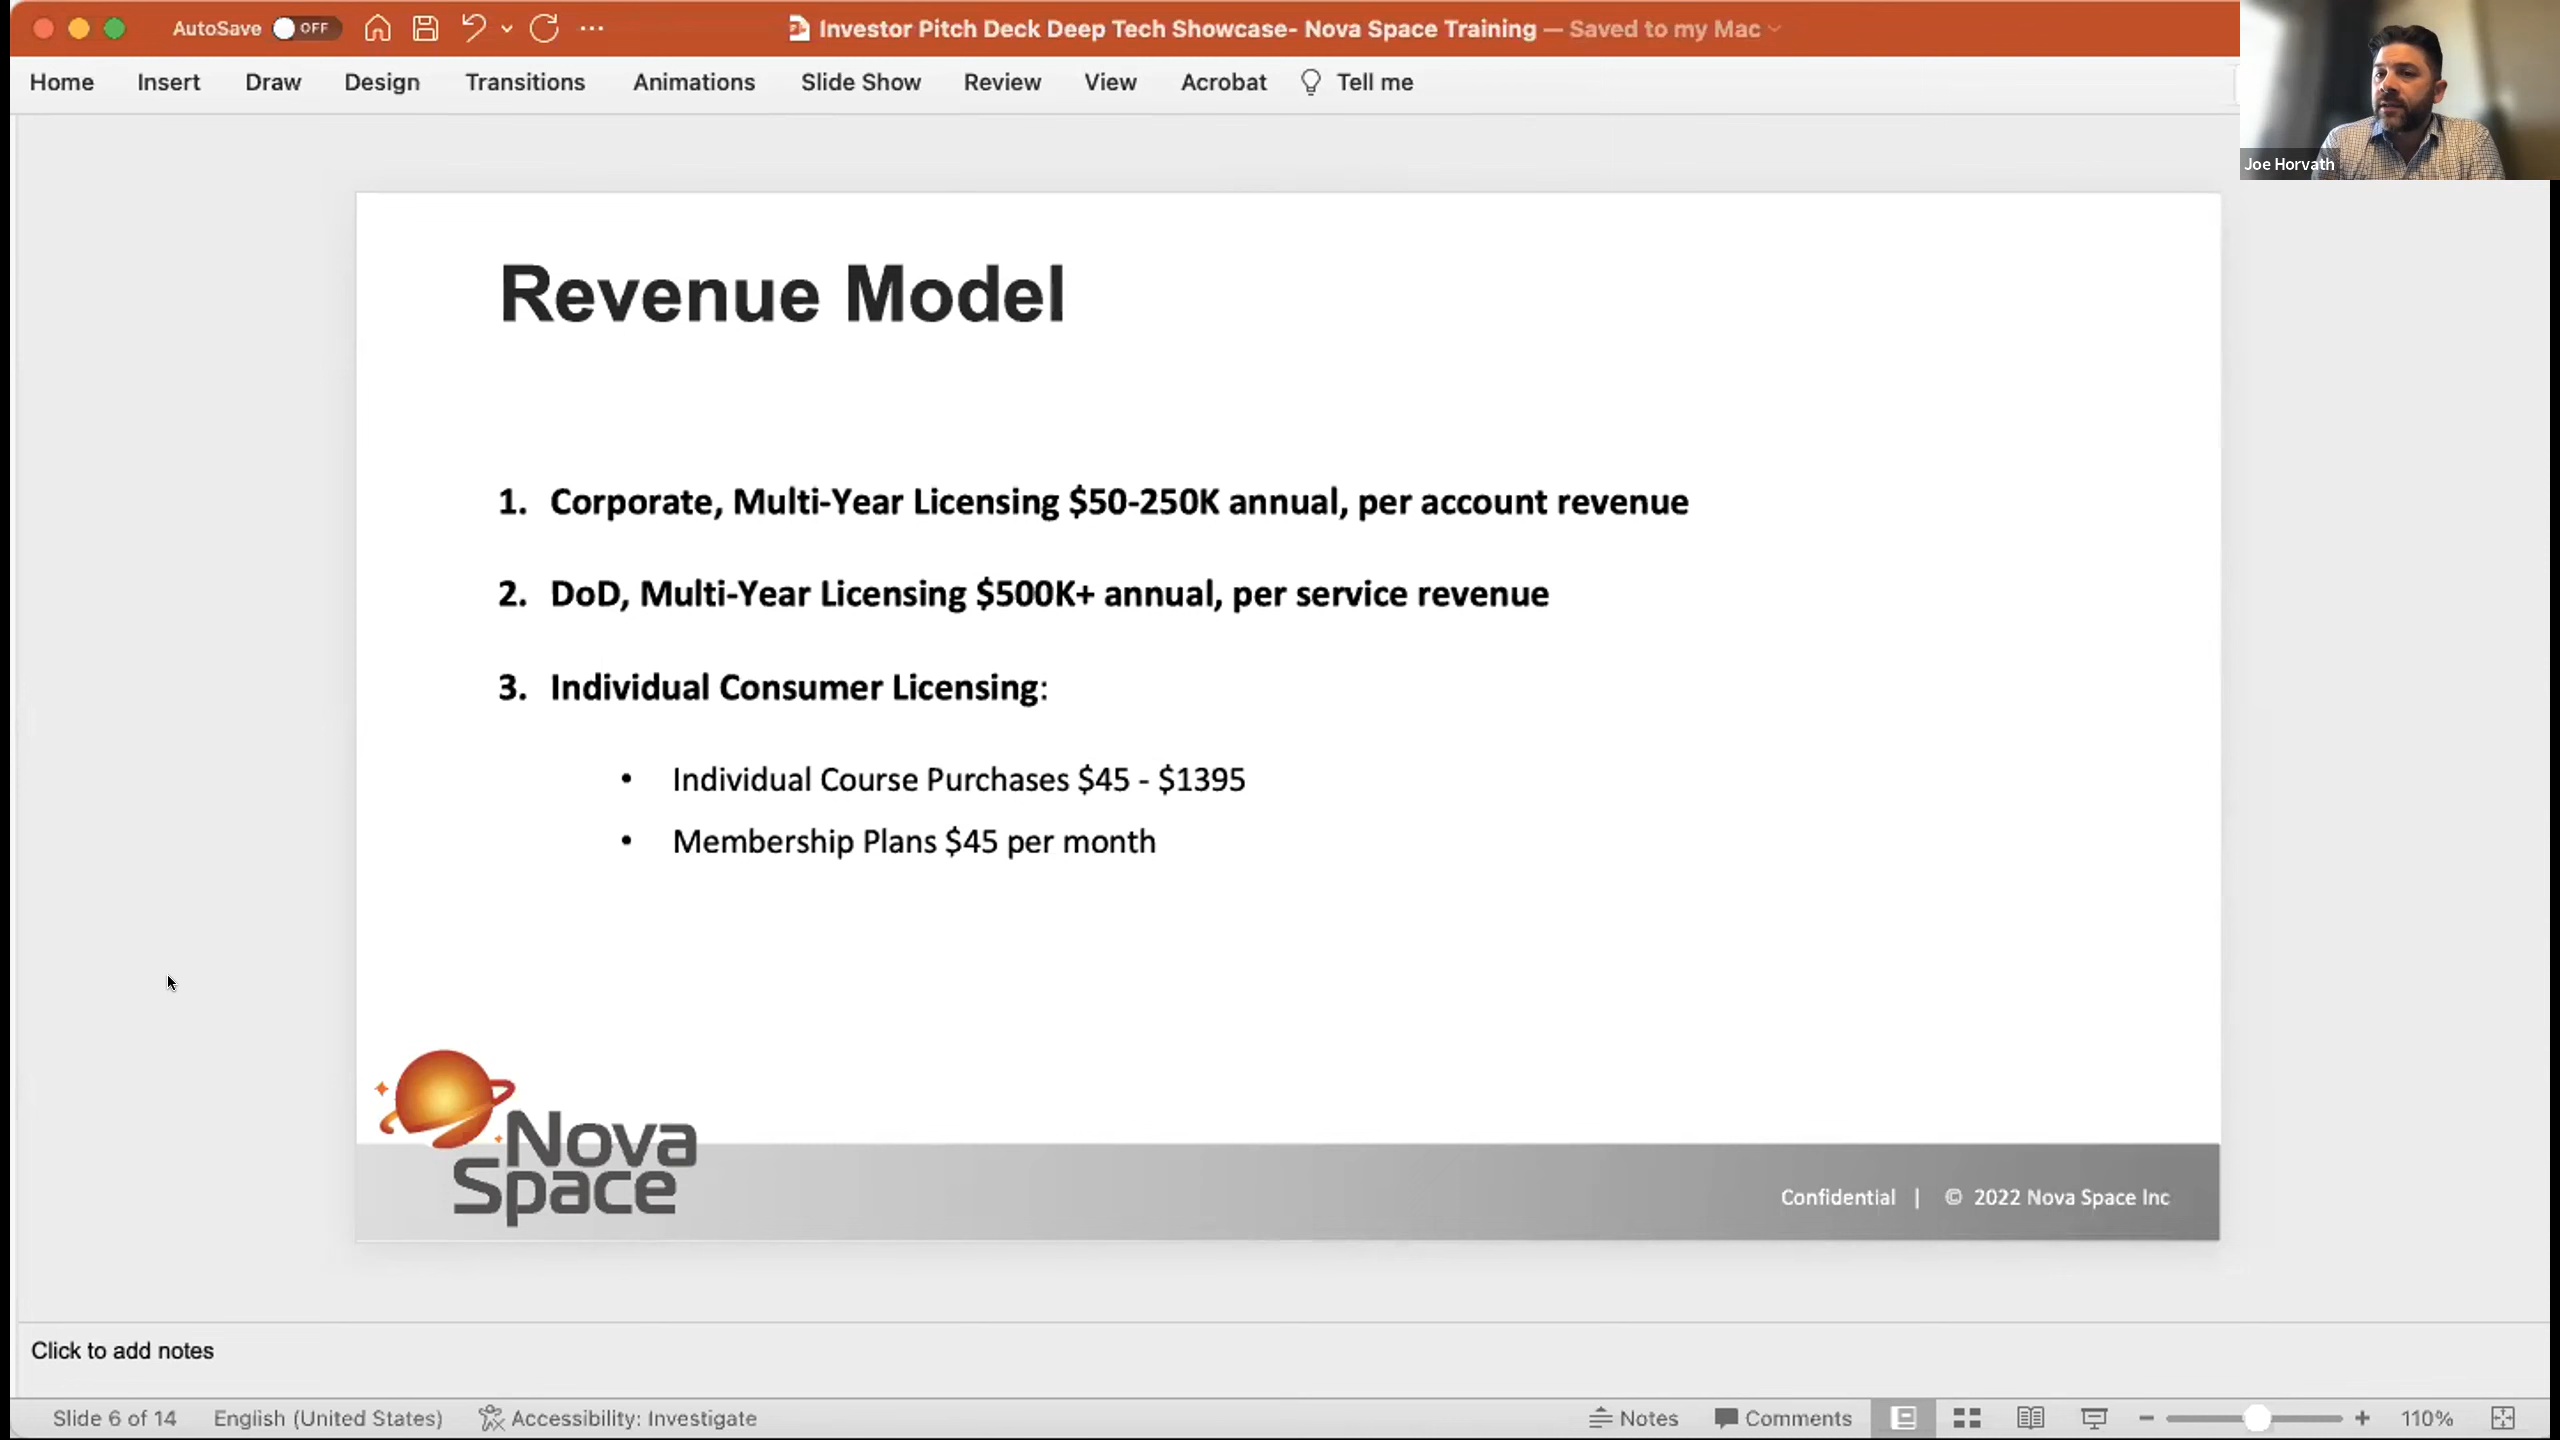 AutoSave OFF
Investor Pitch Deck Deep Tech Showcase- Nova Space Training — Saved to my Mac
Joe Horvath
Home Insert Draw Design Transitions Animations Slide Show Review View Acrobat Tell me
Revenue Model
1. Corporate, Multi-Year Licensing $50-250K annual, per account revenue
2. DoD, Multi-Year Licensing $500K+ annual, per service revenue
3. Individual Consumer Licensing:
• Individual Course Purchases $45 - $1395
• Membership Plans $45 per month
Nova
Space
Confidential | © 2022 Nova Space Inc
Click to add notes
Slide 6 of 14 English (United States) Accessibility: Investigate Notes Comments 110%